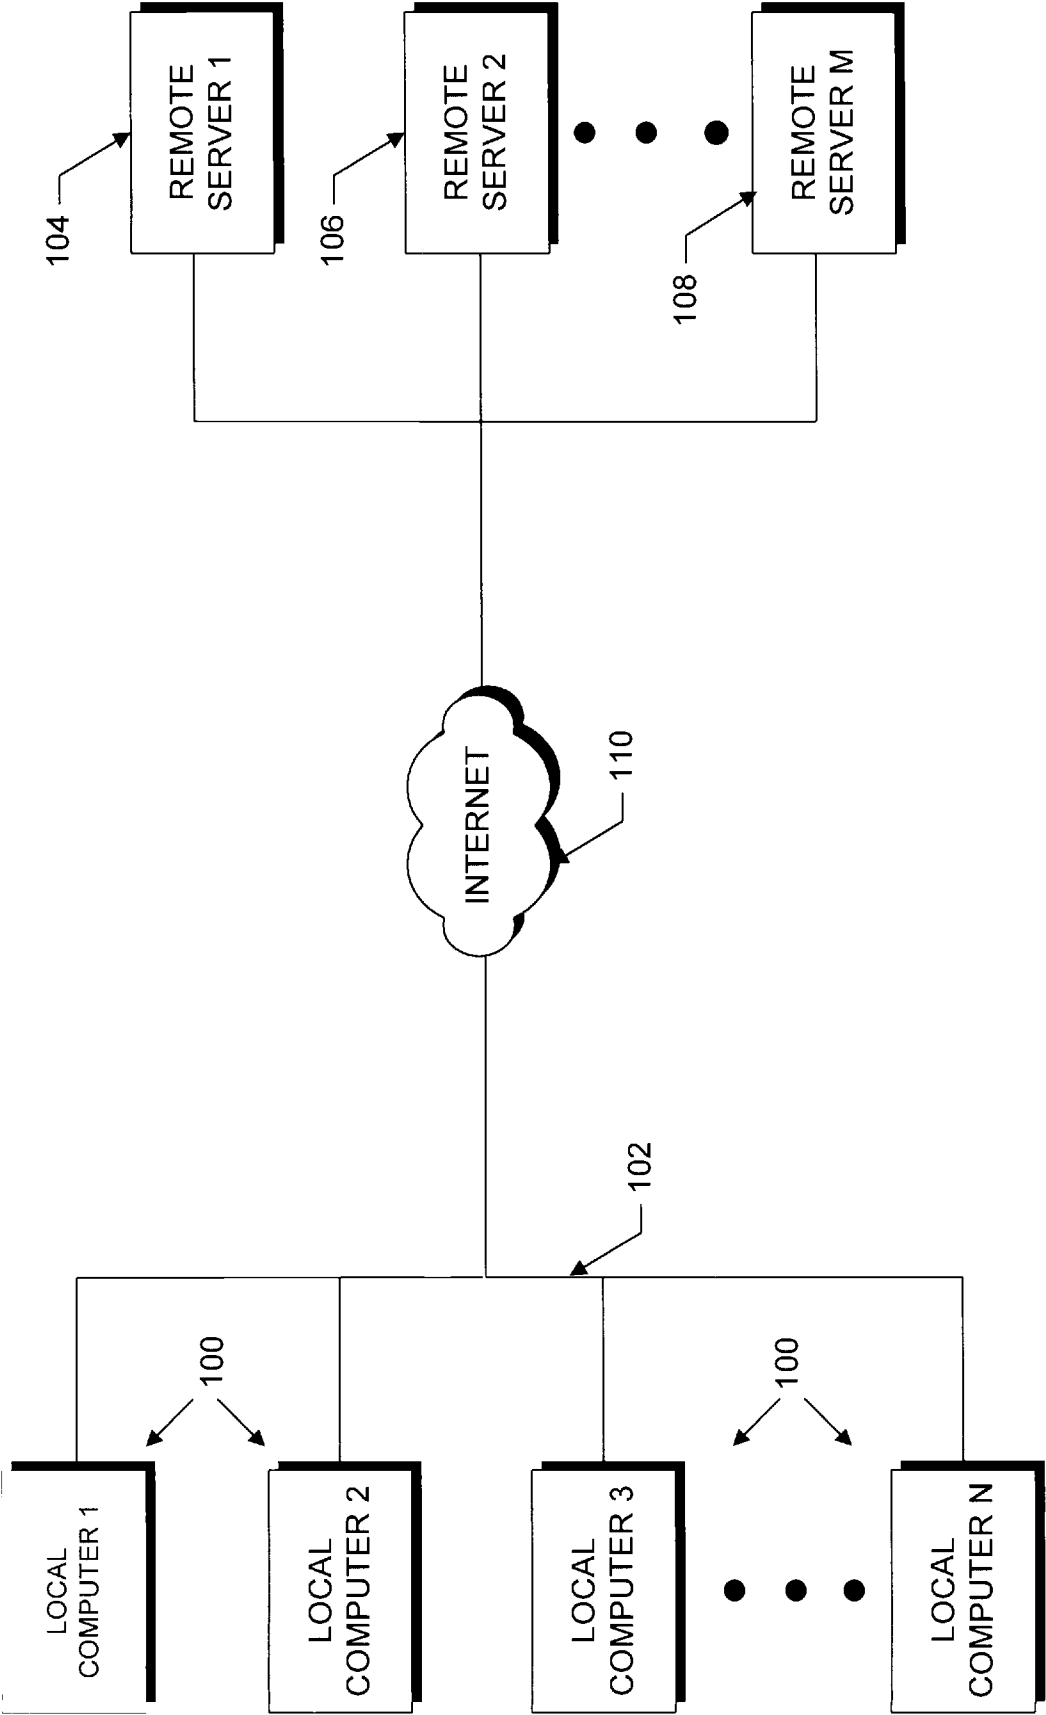 LOCAL
COMPUTER 1
100
LOCAL
COMPUTER 2
LOCAL
COMPUTER 3
100
LOCAL
COMPUTER N
102
INTERNET
110
104
REMOTE
SERVER 1
106
REMOTE
SERVER 2
108
REMOTE
SERVER M